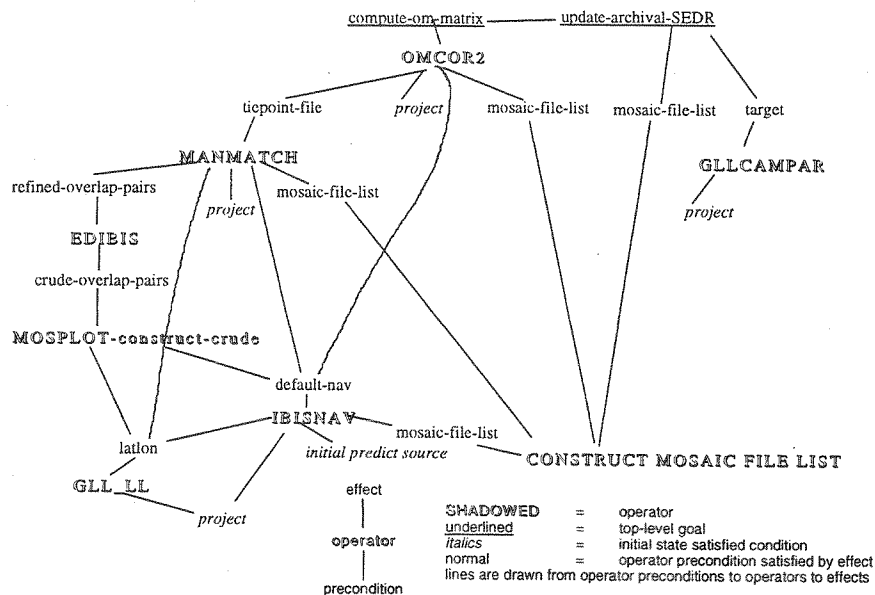 compute-om-matrix
update-archival-SEDR
OMCOR2
tiepoint-file
project
mosaic-file-list
mosaic-file-list
target
MANMATCH
GLLCAMPAR
refined-overlap-pairs
project
mosaic-file-list
project
EDIBIS
crude-overlap-pairs
MOSPLOT-construct-crude
default-nav
IBISNAV
mosaic-file-list
latlon
initial predict source
CONSTRUCT MOSAIC FILE LIST
GLL_LL
project
effect
operator
precondition
SHADOWED = operator
underlined = top-level goal
italics = initial state satisfied condition
normal = operator precondition satisfied by effect
lines are drawn from operator preconditions to operators to effects